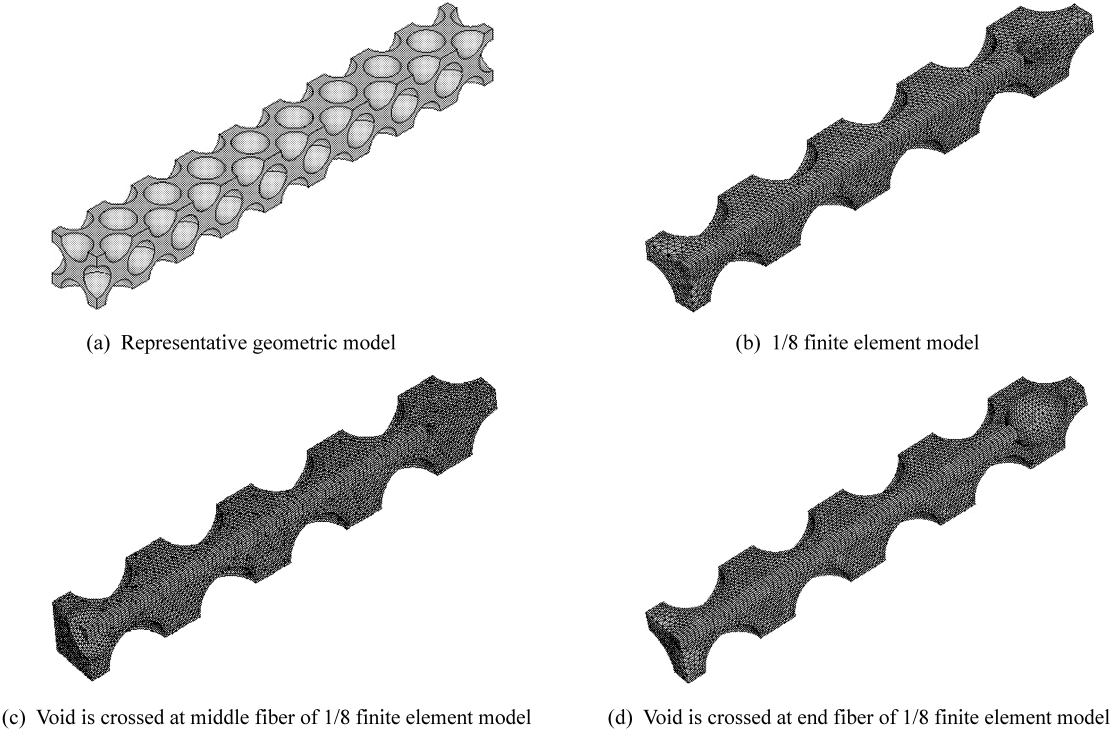 (a) Representative geometric model
(b) 1/8 finite element model
(c) Void is crossed at middle fiber of 1/8 finite element model
(d) Void is crossed at end fiber of 1/8 finite element model